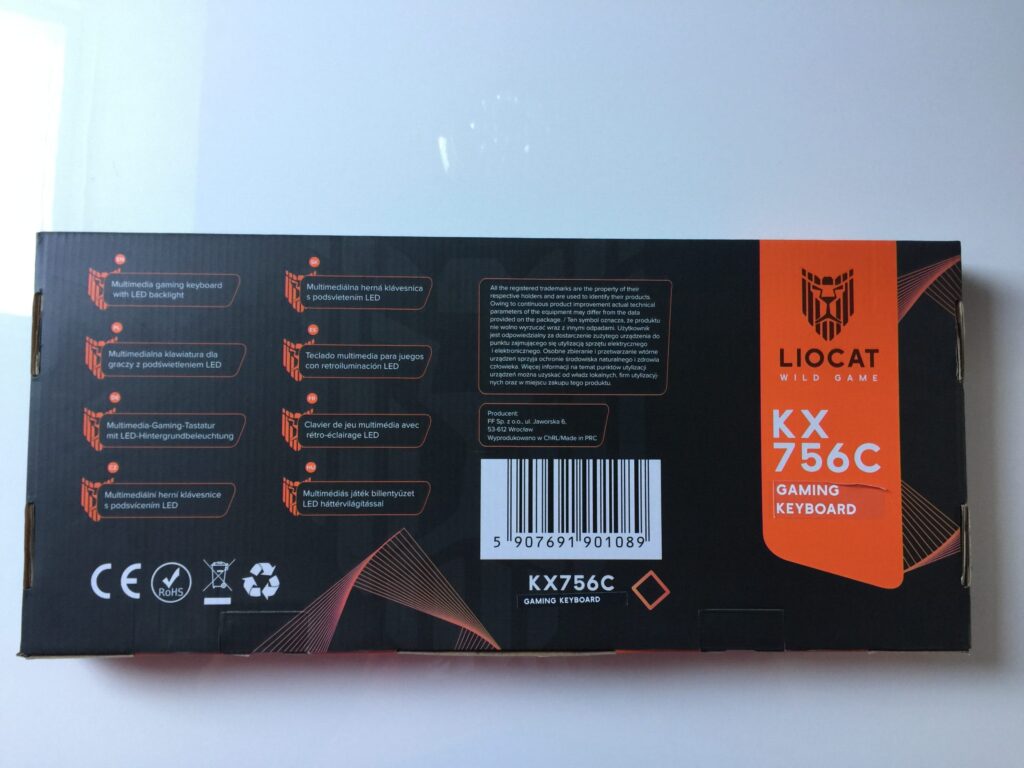 EN
Multimedia gaming keyboard
with LED backlight
PL
Multimedialna klawiatura dla
graczy z podświetleniem LED
DE
Multimedia-Gaming-Tastatur
mit LED-Hintergrundbeleuchtung
CZ
Multimediální herní klávesnice
s podsvícením LED
SK
Multimediálna herná klávesnica
s podsvietením LED
ES
Teclado multimedia para juegos
con retroiluminación LED
FR
Clavier de jeu multimédia avec
rétro-éclairage LED
HU
Multimédiás játék billentyűzet
LED háttérvilágítással
All the registered trademarks are the property of their
respective holders and are used to identify their products.
Owing to continuous product improvement actual technical
parameters of the equipment may differ from the data
provided on the package. / Ten symbol oznacza, że produktu
nie wolno wyrzucać wraz z innymi odpadami. Użytkownik
jest odpowiedzialny za dostarczenie zużytego urządzenia do
punktu zajmującego się utylizacją sprzętu elektrycznego
i elektronicznego. Osobne zbieranie i przetwarzanie wtórne
urządzeń sprzyja ochronie środowiska naturalnego i zdrowia
człowieka. Więcej informacji na temat punktów utylizacji
urządzeń można uzyskać od władz lokalnych, firm utylizacyj-
nych oraz w miejscu zakupu tego produktu.
Producent:
FF Sp. z o.o., ul. Jaworska 6,
53-612 Wrocław
Wyprodukowano w ChRL/Made in PRC
5 907691 901089
KX756C
GAMING KEYBOARD
CE
RoHS
LIOCAT
WILD GAME
KX
756C
GAMING
KEYBOARD